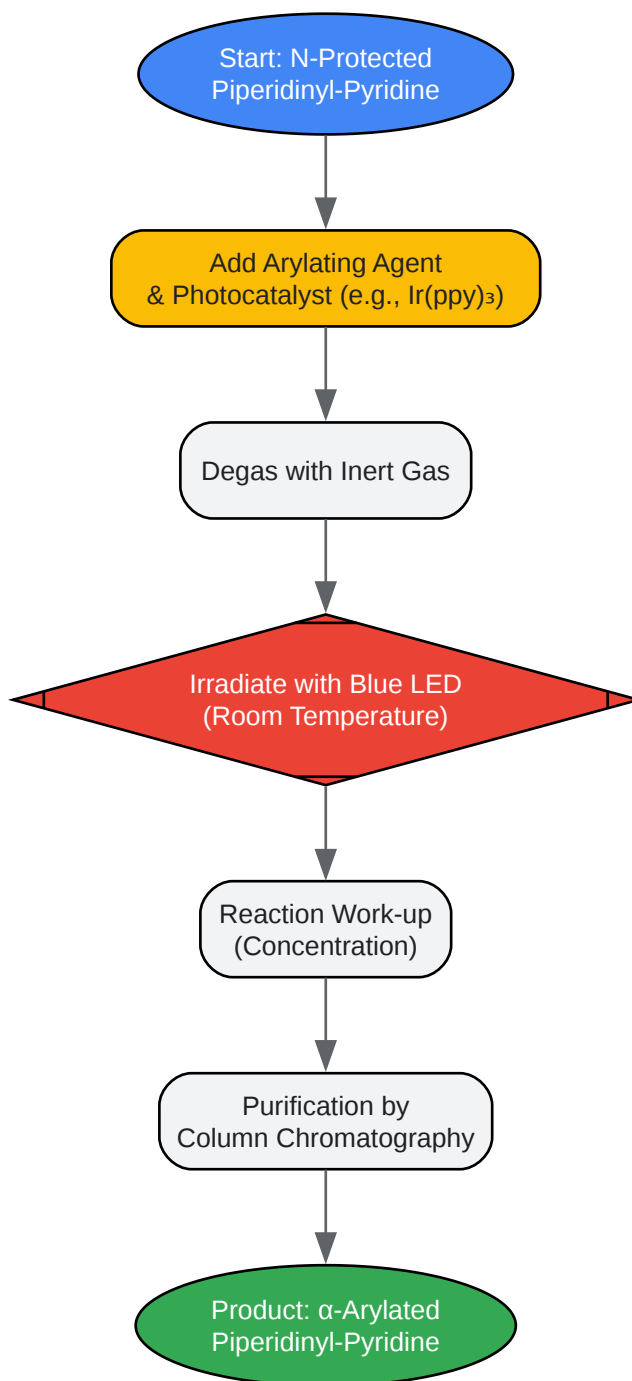 Start: N-Protected
Piperidinyl-Pyridine
Add Arylating Agent
& Photocatalyst (e.g., Ir(ppy)₃)
Degas with Inert Gas
Irradiate with Blue LED
(Room Temperature)
Reaction Work-up
(Concentration)
Purification by
Column Chromatography
Product: α-Arylated
Piperidinyl-Pyridine